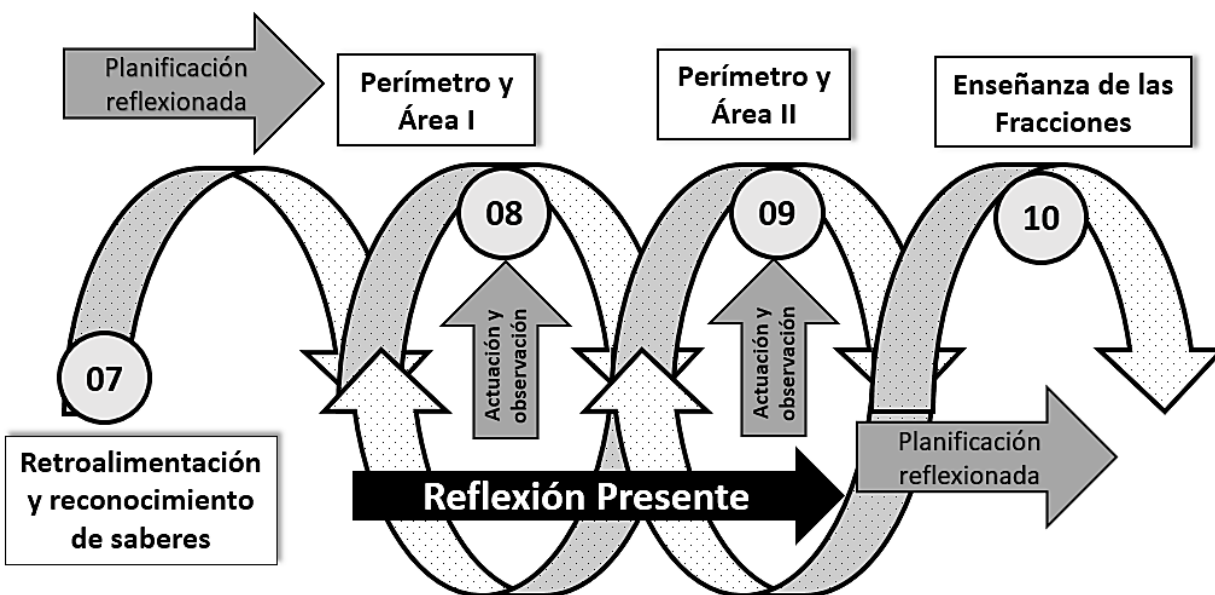 Planificación
reflexionada
Perímetro y
Área I
Perímetro y
Área II
Enseñanza de las
Fracciones
08
09
10
07
Actuación y
observación
Actuación y
observación
Retroalimentación
y reconocimiento
de saberes
Reflexión Presente
Planificación
reflexionada